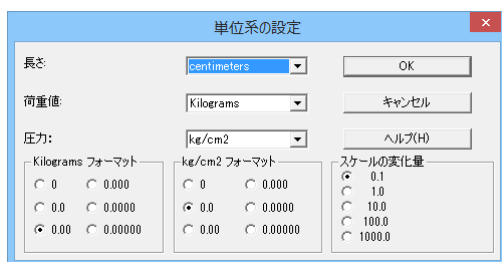 単位系の設定
長さ: centimeters OK
荷重値: Kilograms キャンセル
圧力: kg/cm2 ヘルプ(H)
Kilograms フォーマット kg/cm2 フォーマット スケールの変化量
0 0.000 0 0.000 0.1
0.0 0.0000 0.0 0.0000 1.0
0.00 0.00000 0.00 0.00000 10.0
100.0
1000.0